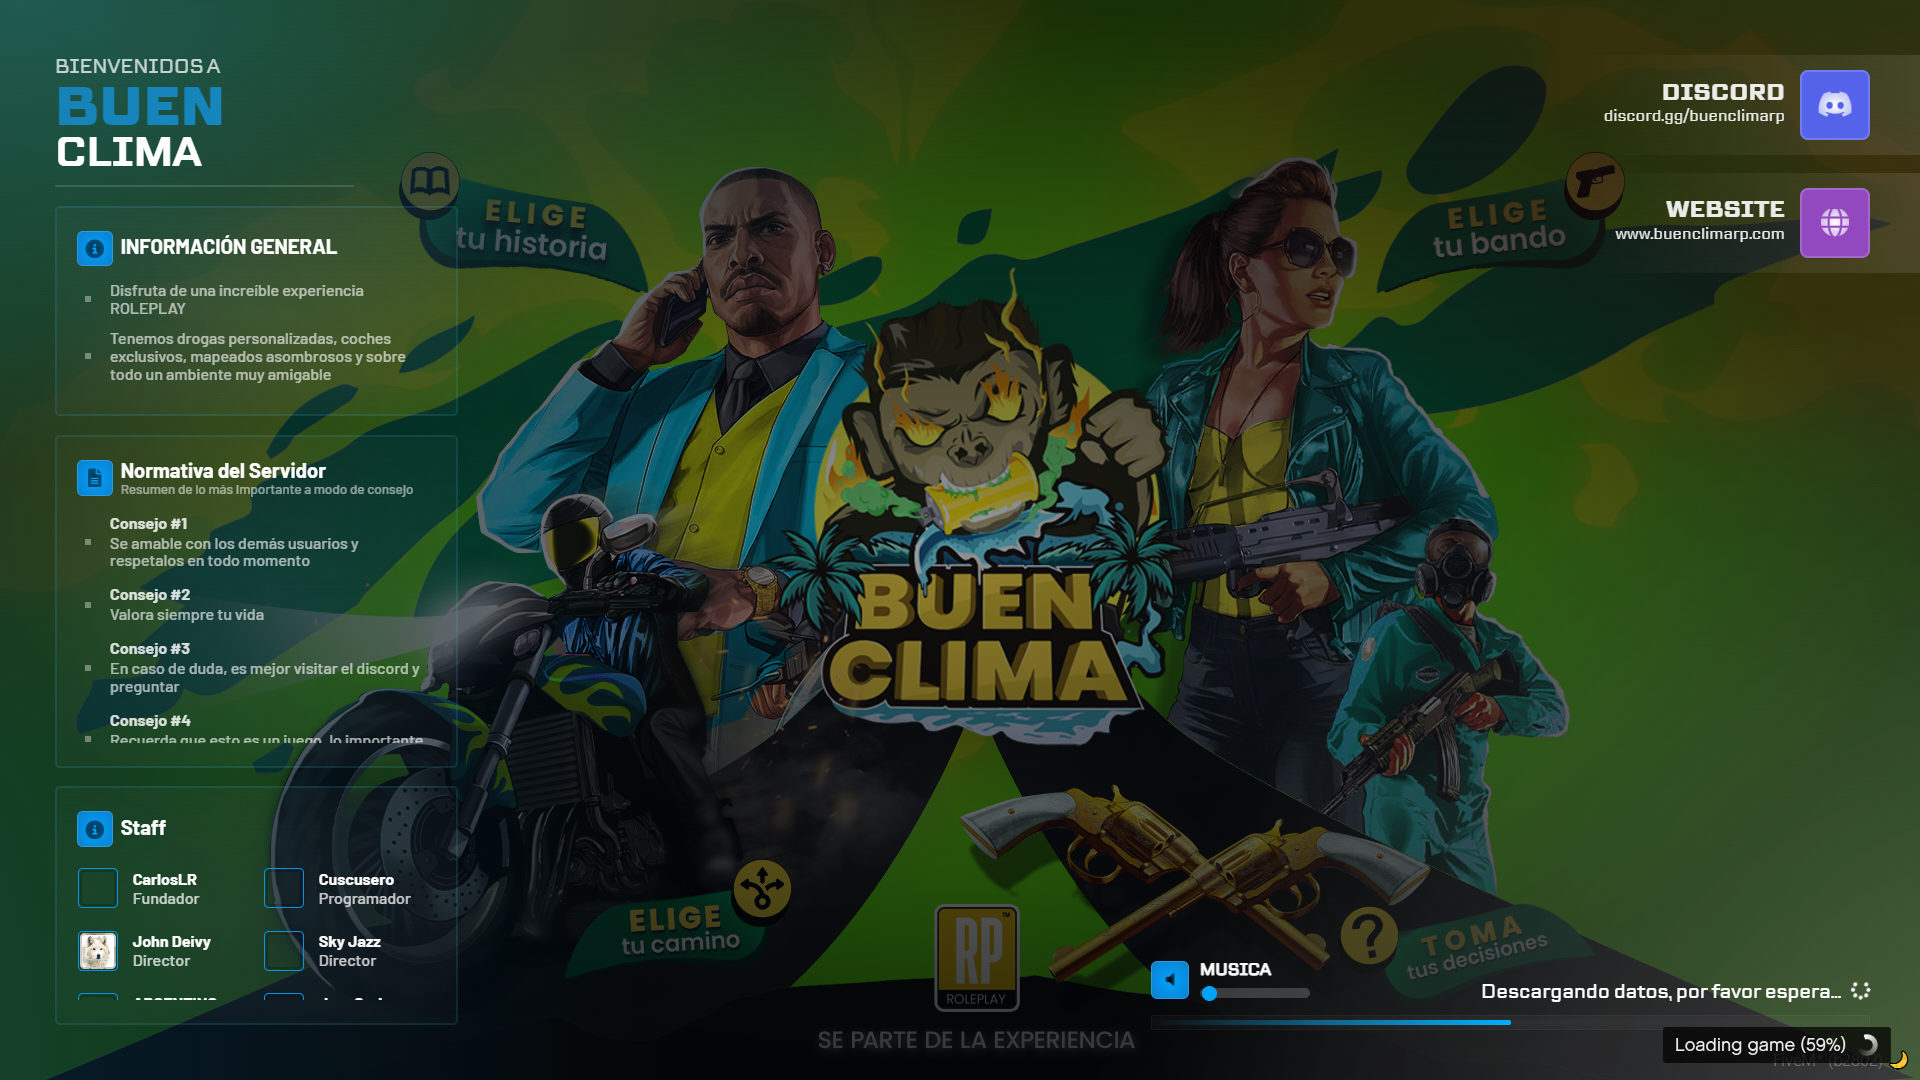 BIENVENIDOS A
BUEN
CLIMA
INFORMACIÓN GENERAL
Disfruta de una increíble experiencia
ROLEPLAY
Tenemos drogas personalizadas, coches
exclusivos, mapeados asombrosos y sobre
todo un ambiente muy amigable
Normativa del Servidor
Resumen de lo más importante a modo de consejo
Consejo #1
Se amable con los demás usuarios y
respetalos en todo momento
Consejo #2
Valora siempre tu vida
Consejo #3
En caso de duda, es mejor visitar el discord y
preguntar
Consejo #4
Recuerda que esto es un juego, lo importante
Staff
CarlosLR
Fundador
Cuscusero
Programador
John Deivy
Director
Sky Jazz
Director
ELIGE
tu historia
ELIGE
tu bando
BUEN
CLIMA
ELIGE
tu camino
RP
™
ROLEPLAY
TOMA
tus decisiones
SE PARTE DE LA EXPERIENCIA
DISCORD
discord.gg/buenclimarp
WEBSITE
www.buenclimarp.com
MUSICA
Descargando datos, por favor espera...
Loading game (59%)